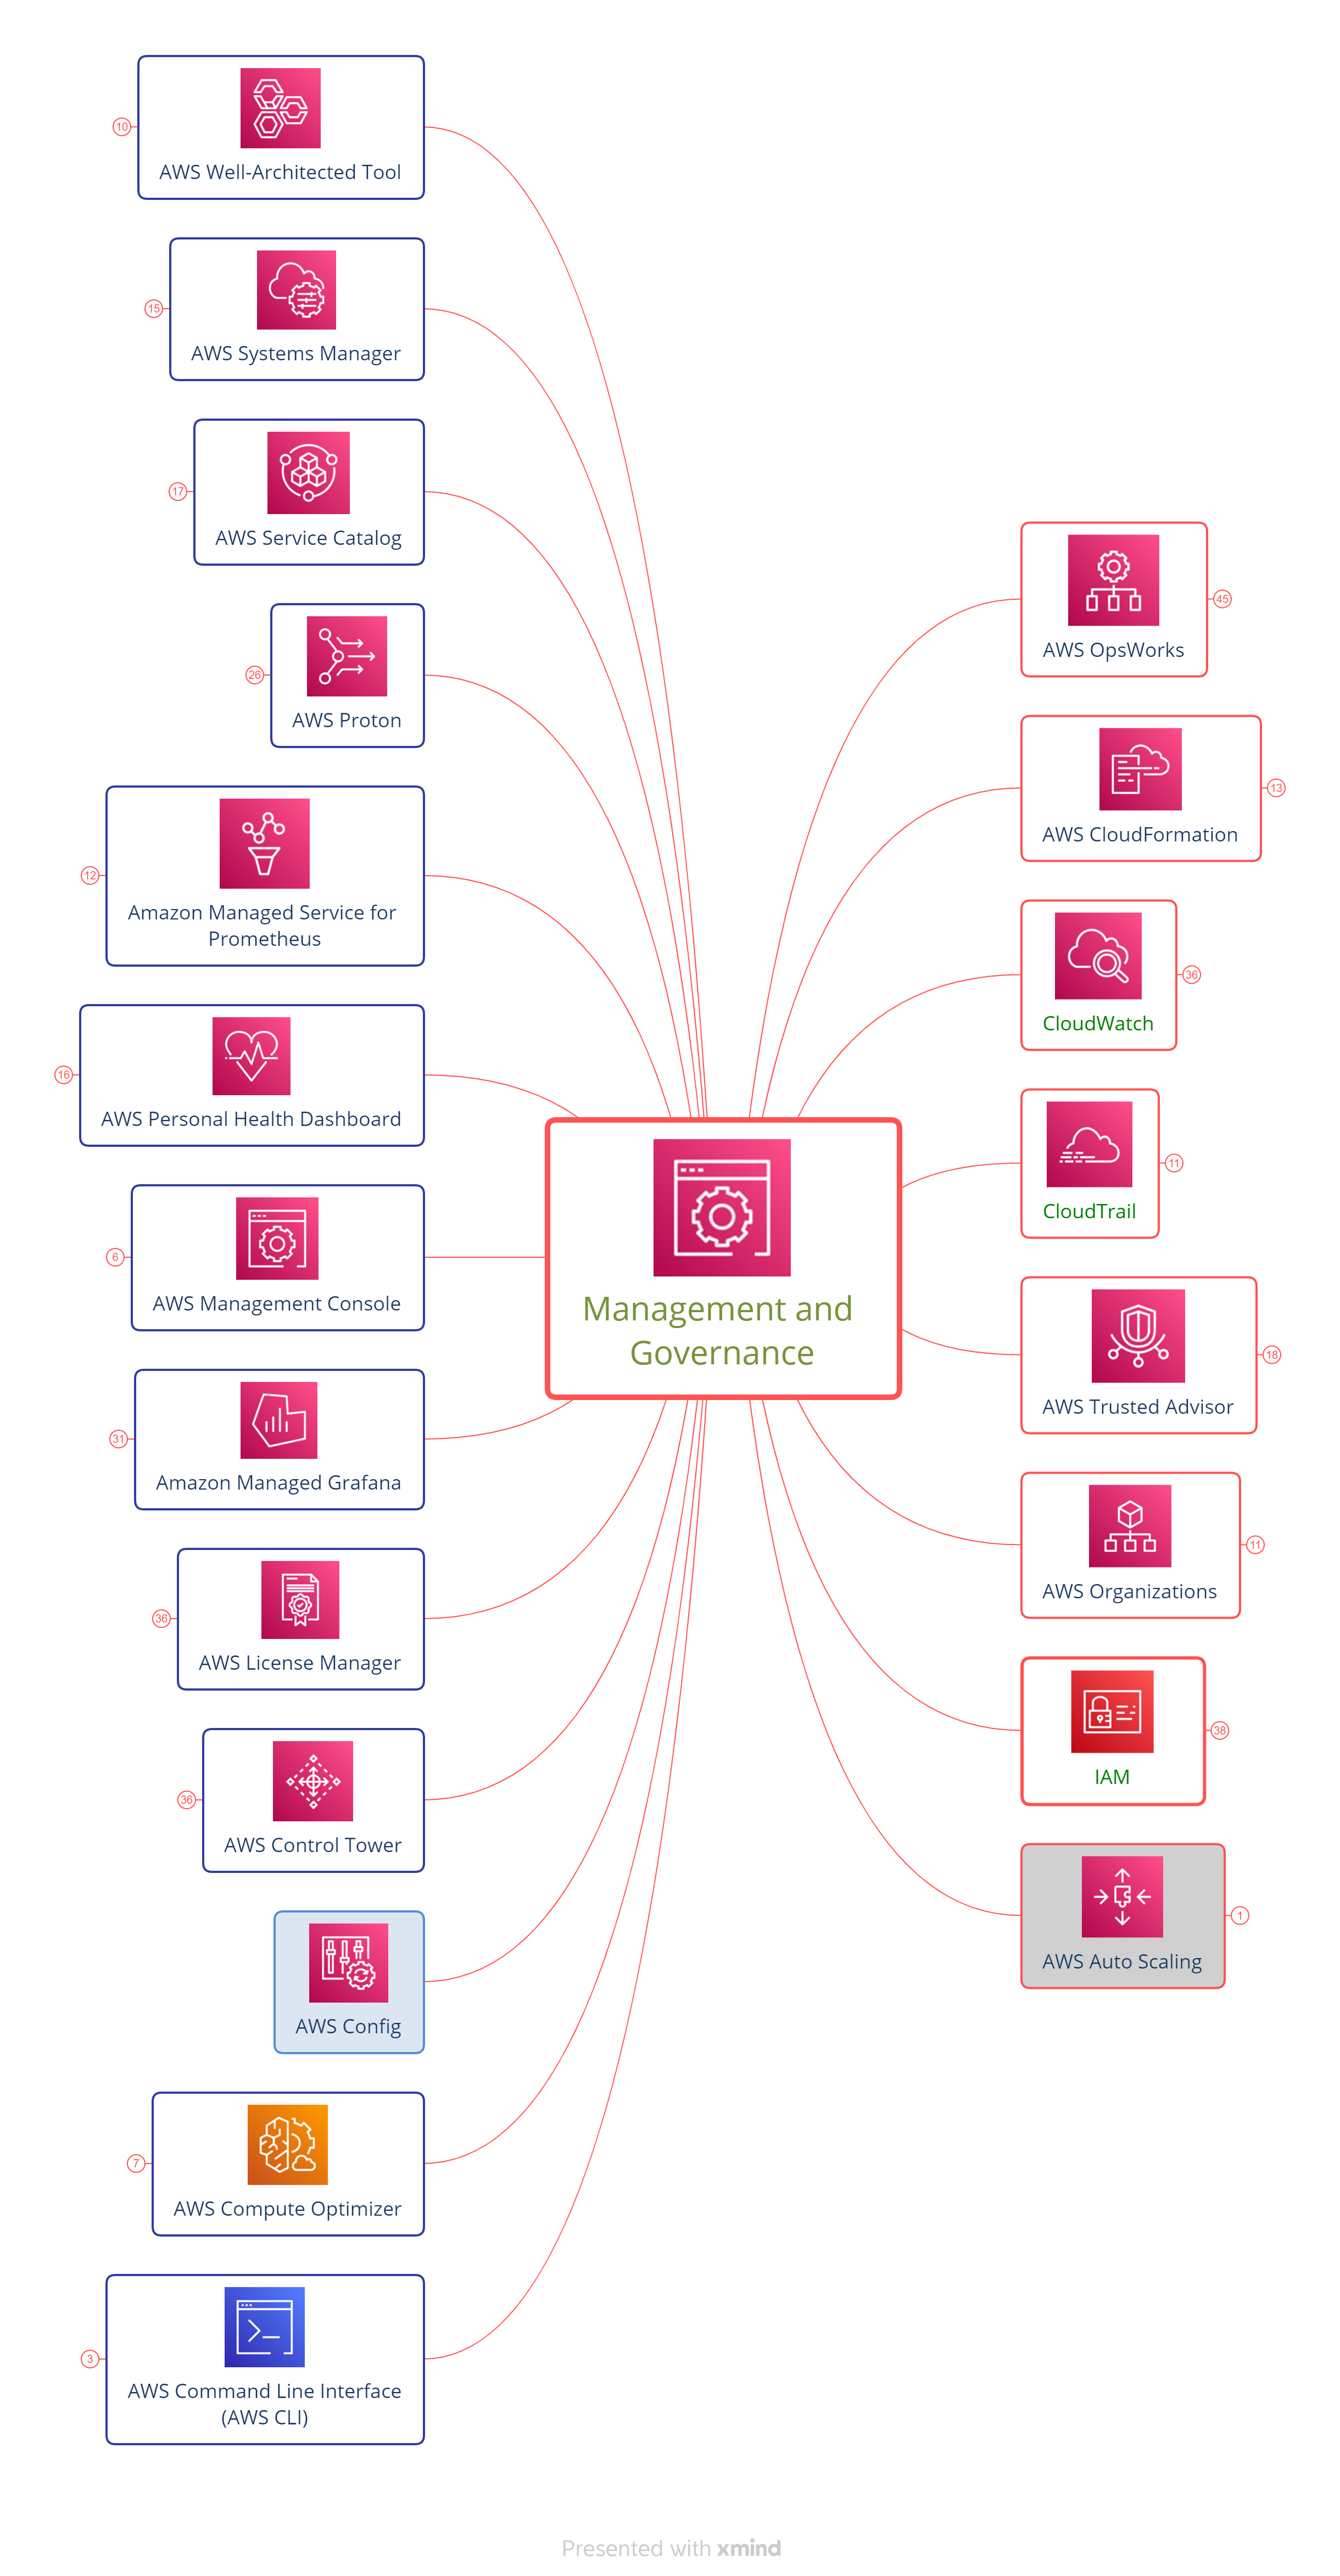 10
AWS Well-Architected Tool
15
AWS Systems Manager
17
AWS Service Catalog
26
AWS Proton
12
Amazon Managed Service for
Prometheus
16
AWS Personal Health Dashboard
6
AWS Management Console
31
Amazon Managed Grafana
36
AWS License Manager
36
AWS Control Tower
AWS Config
7
AWS Compute Optimizer
3
AWS Command Line Interface
(AWS CLI)
Management and
Governance
AWS OpsWorks
45
AWS CloudFormation
13
CloudWatch
36
CloudTrail
11
AWS Trusted Advisor
18
AWS Organizations
11
IAM
38
AWS Auto Scaling
1
Presented with xmind